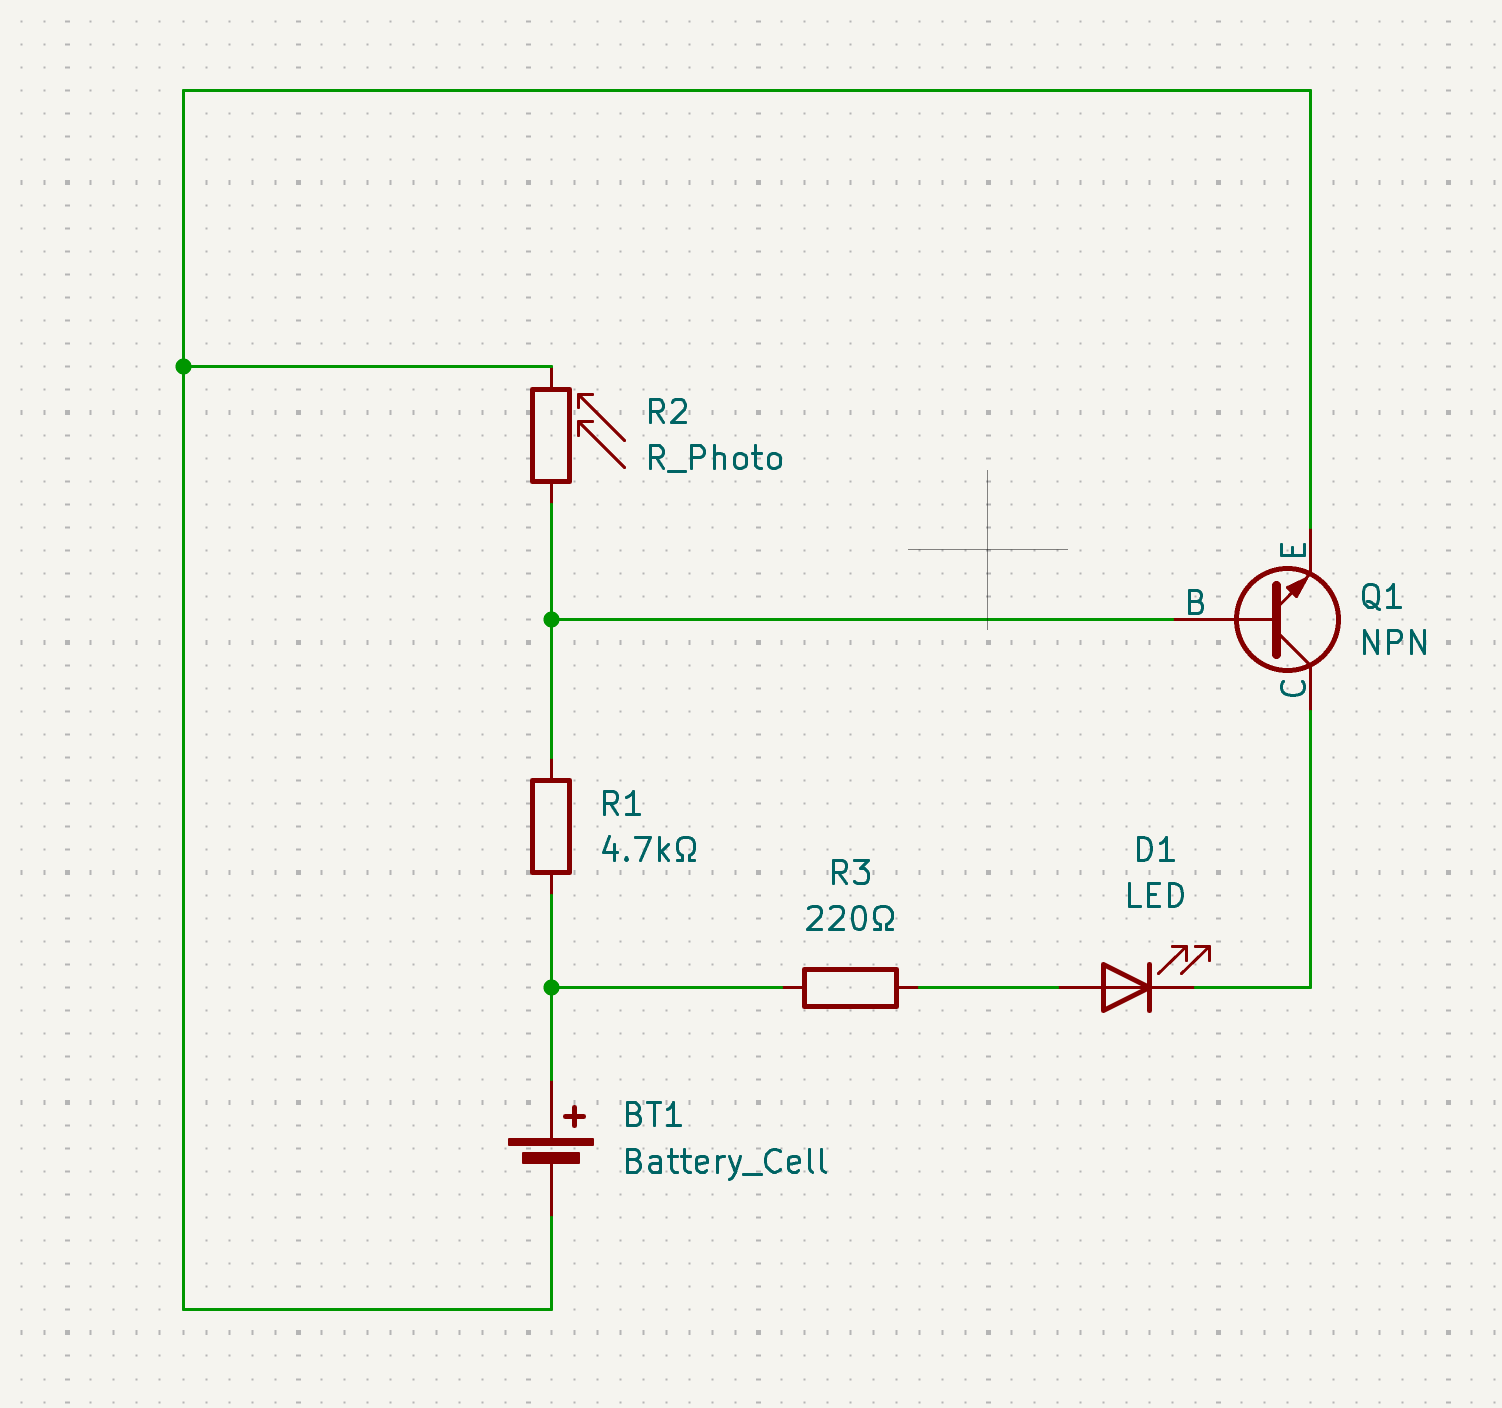 R2
R_Photo
E
B
Q1
NPN
C
R1
4.7kΩ
R3
220Ω
D1
LED
+
BT1
Battery_Cell